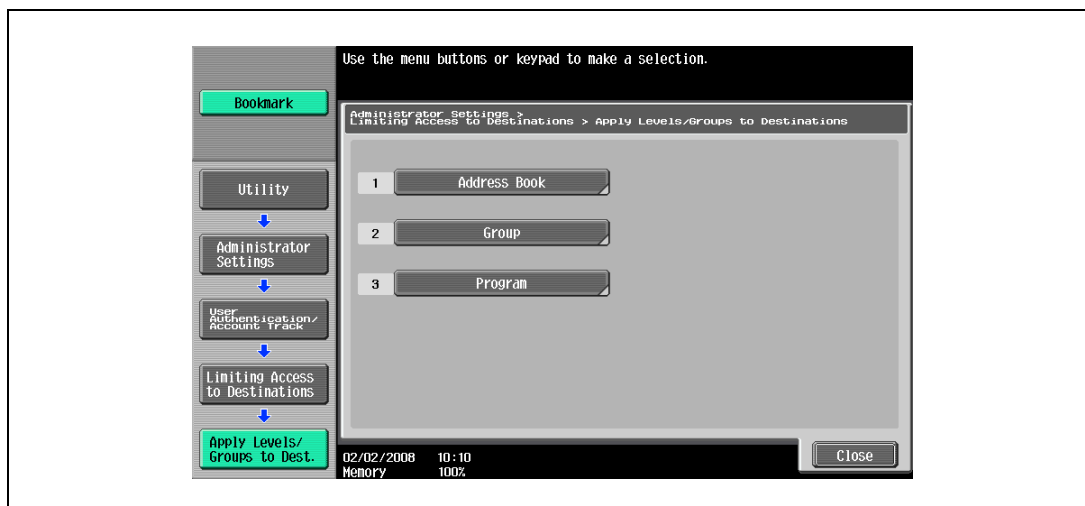 Use the menu buttons or keypad to make a selection.
Bookmark
Administrator Settings >
Limiting Access to Destinations > Apply Levels/Groups to Destinations
Utility
Administrator
Settings
User
Authentication/
Account Track
Limiting Access
to Destinations
Apply Levels/
Groups to Dest.
1 Address Book
2 Group
3 Program
02/02/2008 10:10
Memory 100%
Close